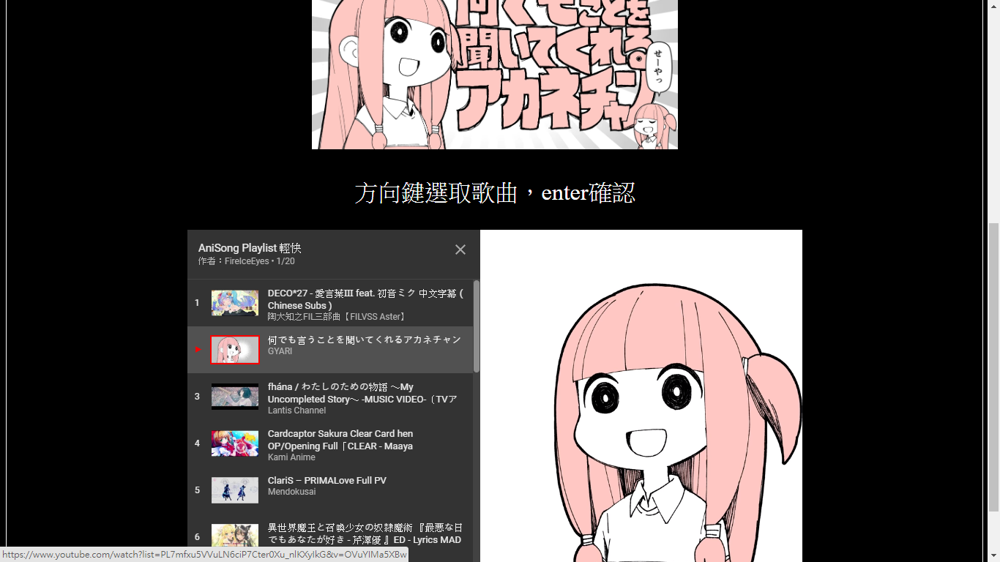 何でも言うことを
聞いてくれる
アカネチャン
せーやっ
方向鍵選取歌曲，enter確認
AniSong Playlist 輕快
作者：FireIceEyes • 1/20
1
DECO*27 - 愛言葉Ⅲ feat. 初音ミク 中文字幕 (
Chinese Subs )
陶大知之FIL三部曲【FILVSS Aster】
何でも言うことを聞いてくれるアカネチャン
GYARI
3
fhána / わたしのための物語 ～My
Uncompleted Story～ -MUSIC VIDEO-（TVア
Lantis Channel
4
Cardcaptor Sakura Clear Card hen
OP/Opening Full「CLEAR - Maaya
Kami Anime
5
ClariS – PRIMALove Full PV
Mendokusai
6
異世界魔王と召喚少女の奴隷魔術 『最悪な日
でもあなたが好き - 芹澤優 』ED - Lyrics MAD
https://www.youtube.com/watch?list=PL7mfxu5VVuLN6ciP7Cter0Xu_nlKXyIkG&v=OVuYIMa5XBw